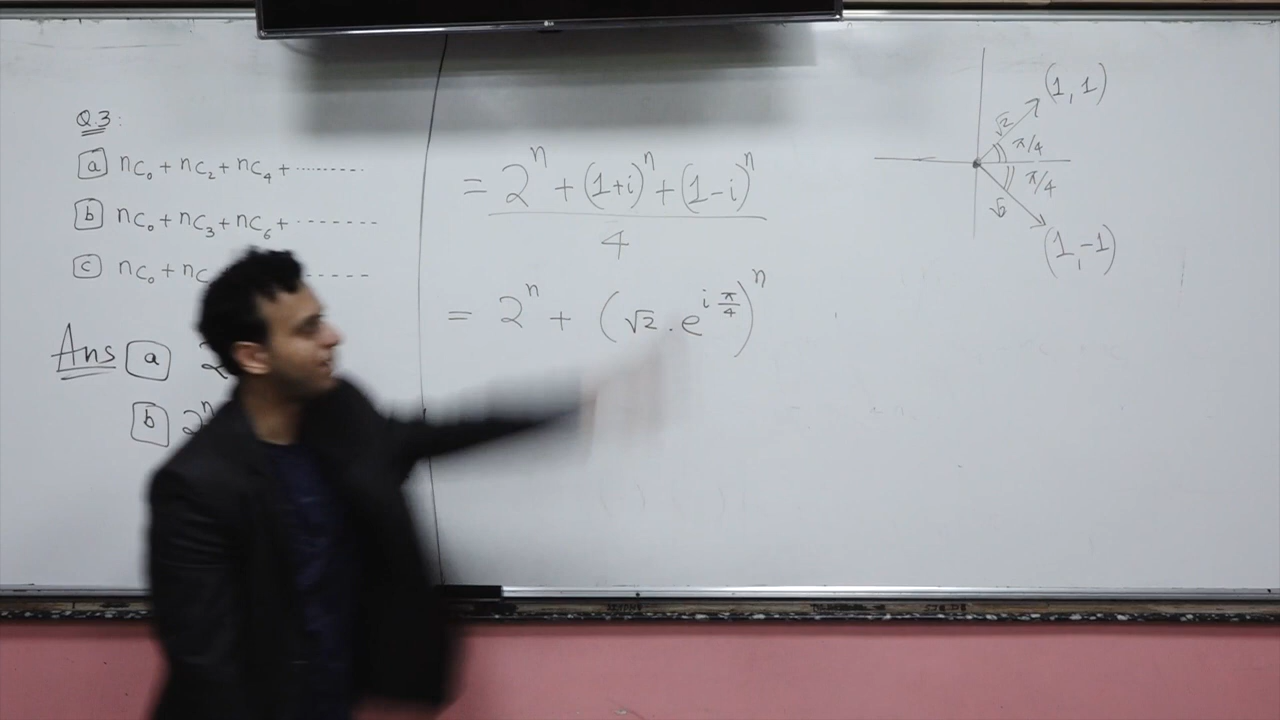 Q.3:
a nC₀ + nC₂ + nC₄ + ........
b nC₀ + nC₃ + nC₆ + ........
c nC₀ + nC
Ans a 2
b 2ⁿ
= 2ⁿ + (1+i)ⁿ + (1-i)ⁿ
4
= 2ⁿ + (√2 . e^{i π/4})ⁿ
(1, 1)
√2
π/4
π/4
(1, -1)
LG